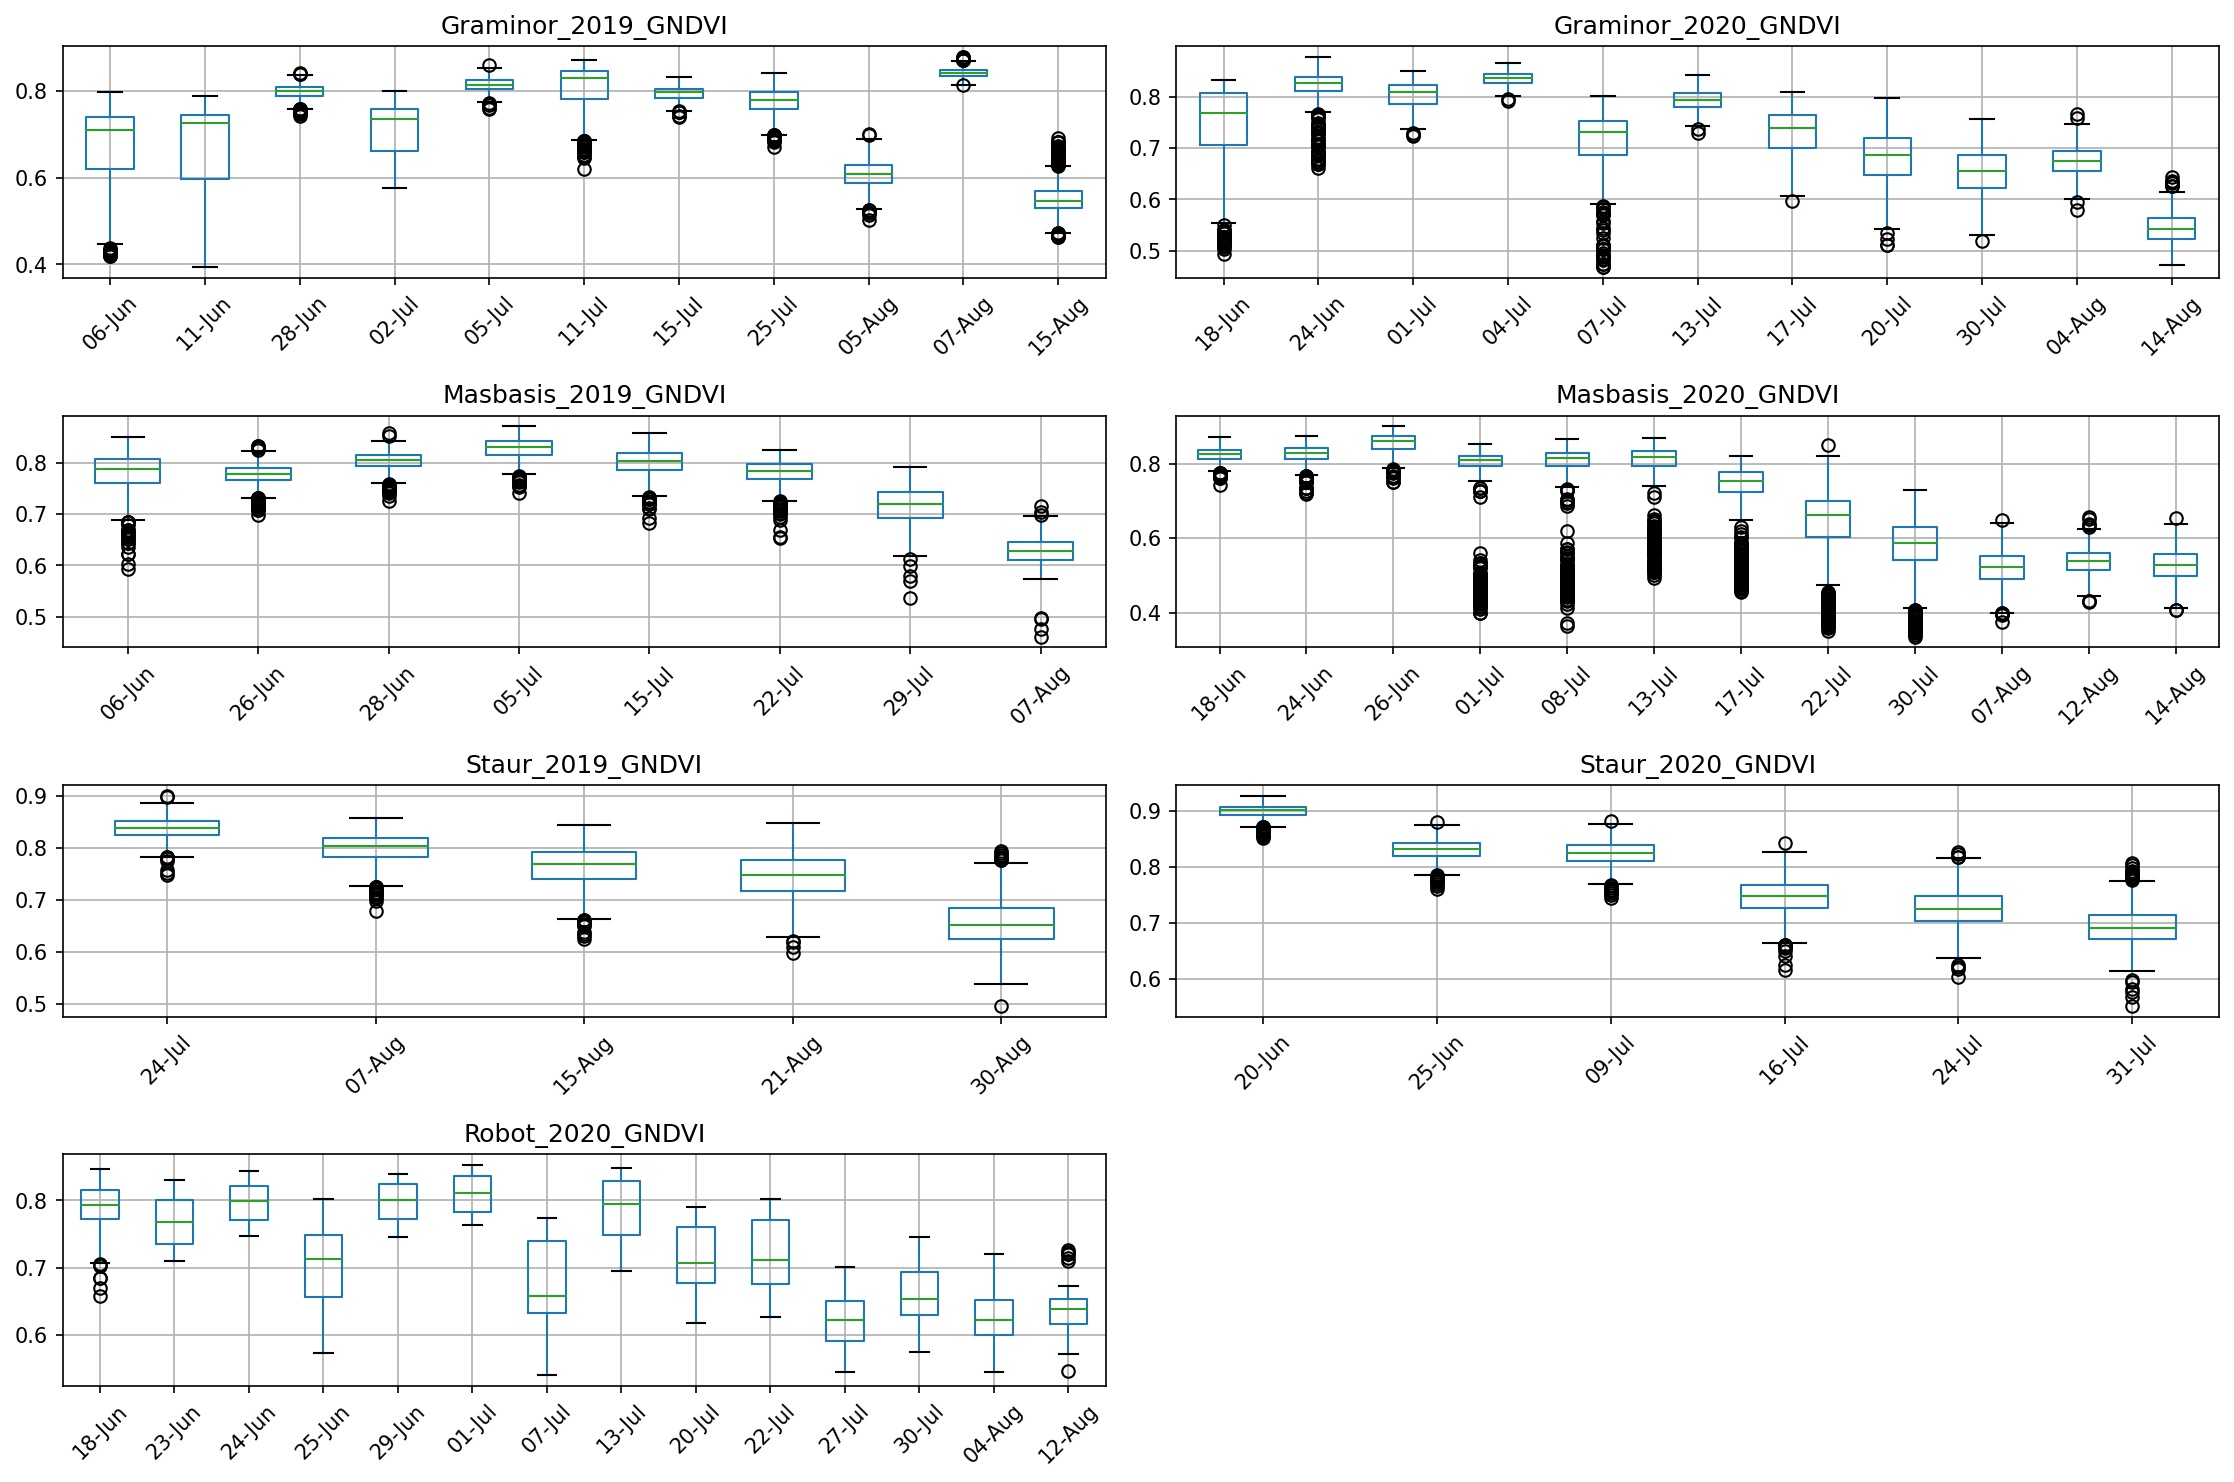 Graminor_2019_GNDVI
0.8
0.6
0.4
06-Jun 11-Jun 28-Jun 02-Jul 05-Jul 11-Jul 15-Jul 25-Jul 05-Aug 07-Aug 15-Aug
Graminor_2020_GNDVI
0.8
0.7
0.6
0.5
18-Jun 24-Jun 01-Jul 04-Jul 07-Jul 13-Jul 17-Jul 20-Jul 30-Jul 04-Aug 14-Aug
Masbasis_2019_GNDVI
0.8
0.7
0.6
0.5
06-Jun 26-Jun 28-Jun 05-Jul 15-Jul 22-Jul 29-Jul 07-Aug
Masbasis_2020_GNDVI
0.8
0.6
0.4
18-Jun 24-Jun 26-Jun 01-Jul 08-Jul 13-Jul 17-Jul 22-Jul 30-Jul 07-Aug 12-Aug 14-Aug
Staur_2019_GNDVI
0.9
0.8
0.7
0.6
0.5
24-Jul 07-Aug 15-Aug 21-Aug 30-Aug
Staur_2020_GNDVI
0.9
0.8
0.7
0.6
20-Jun 25-Jun 09-Jul 16-Jul 24-Jul 31-Jul
Robot_2020_GNDVI
0.8
0.7
0.6
18-Jun 23-Jun 24-Jun 25-Jun 29-Jun 01-Jul 07-Jul 13-Jul 20-Jul 22-Jul 27-Jul 30-Jul 04-Aug 12-Aug